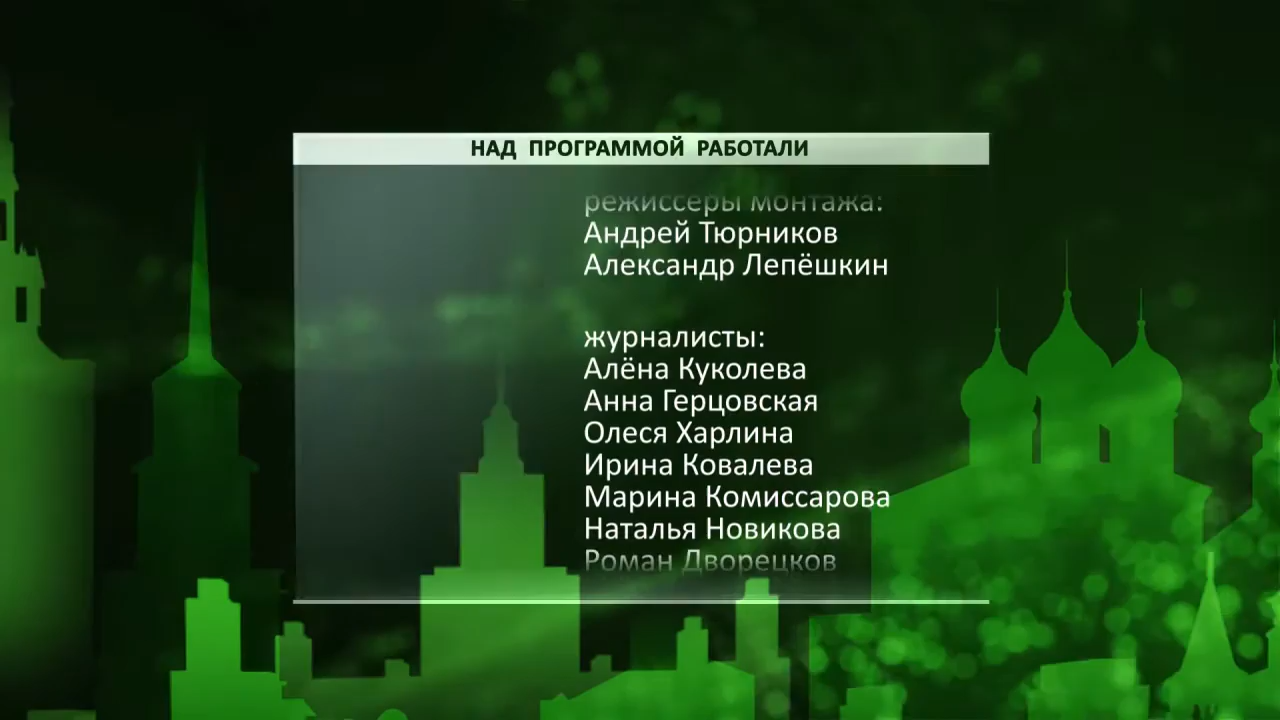 НАД ПРОГРАММОЙ РАБОТАЛИ
режиссеры монтажа:
Андрей Тюрников
Александр Лепёшкин
журналисты:
Алёна Куколева
Анна Герцовская
Олеся Харлина
Ирина Ковалева
Марина Комиссарова
Наталья Новикова
Роман Дворецков